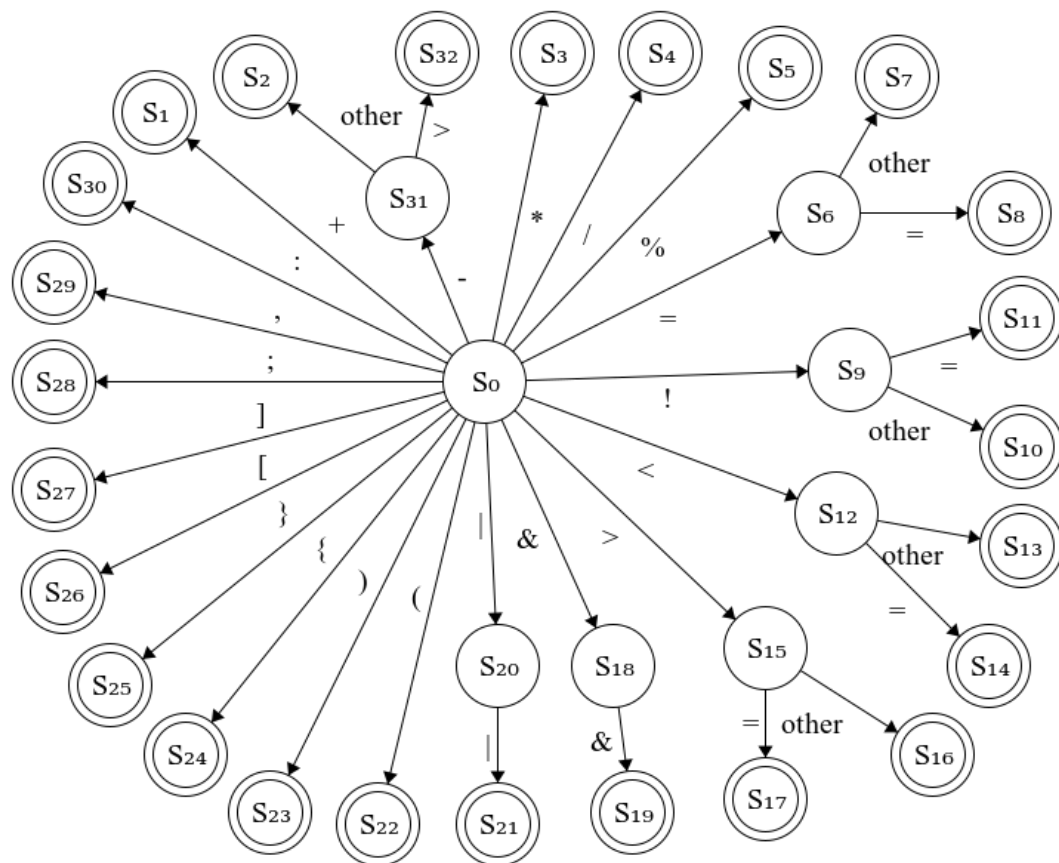 S₃₂
S₃
S₄
S₂
S₅
S₇
S₁
other
>
other
S₃₀
S₃₁
S₆
S₈
+
*
/
%
=
:
-
S₂₉
,
=
S₁₁
;
S₉
=
S₂₈
S₀
!
]
other
S₁₀
[
<
S₂₇
}
{
|
&
>
S₁₂
S₁₃
other
)
(
S₂₆
=
S₂₅
S₂₀
S₁₈
S₁₅
S₁₄
=
other
|
&
S₂₄
S₁₆
S₂₃
S₂₂
S₂₁
S₁₉
S₁₇